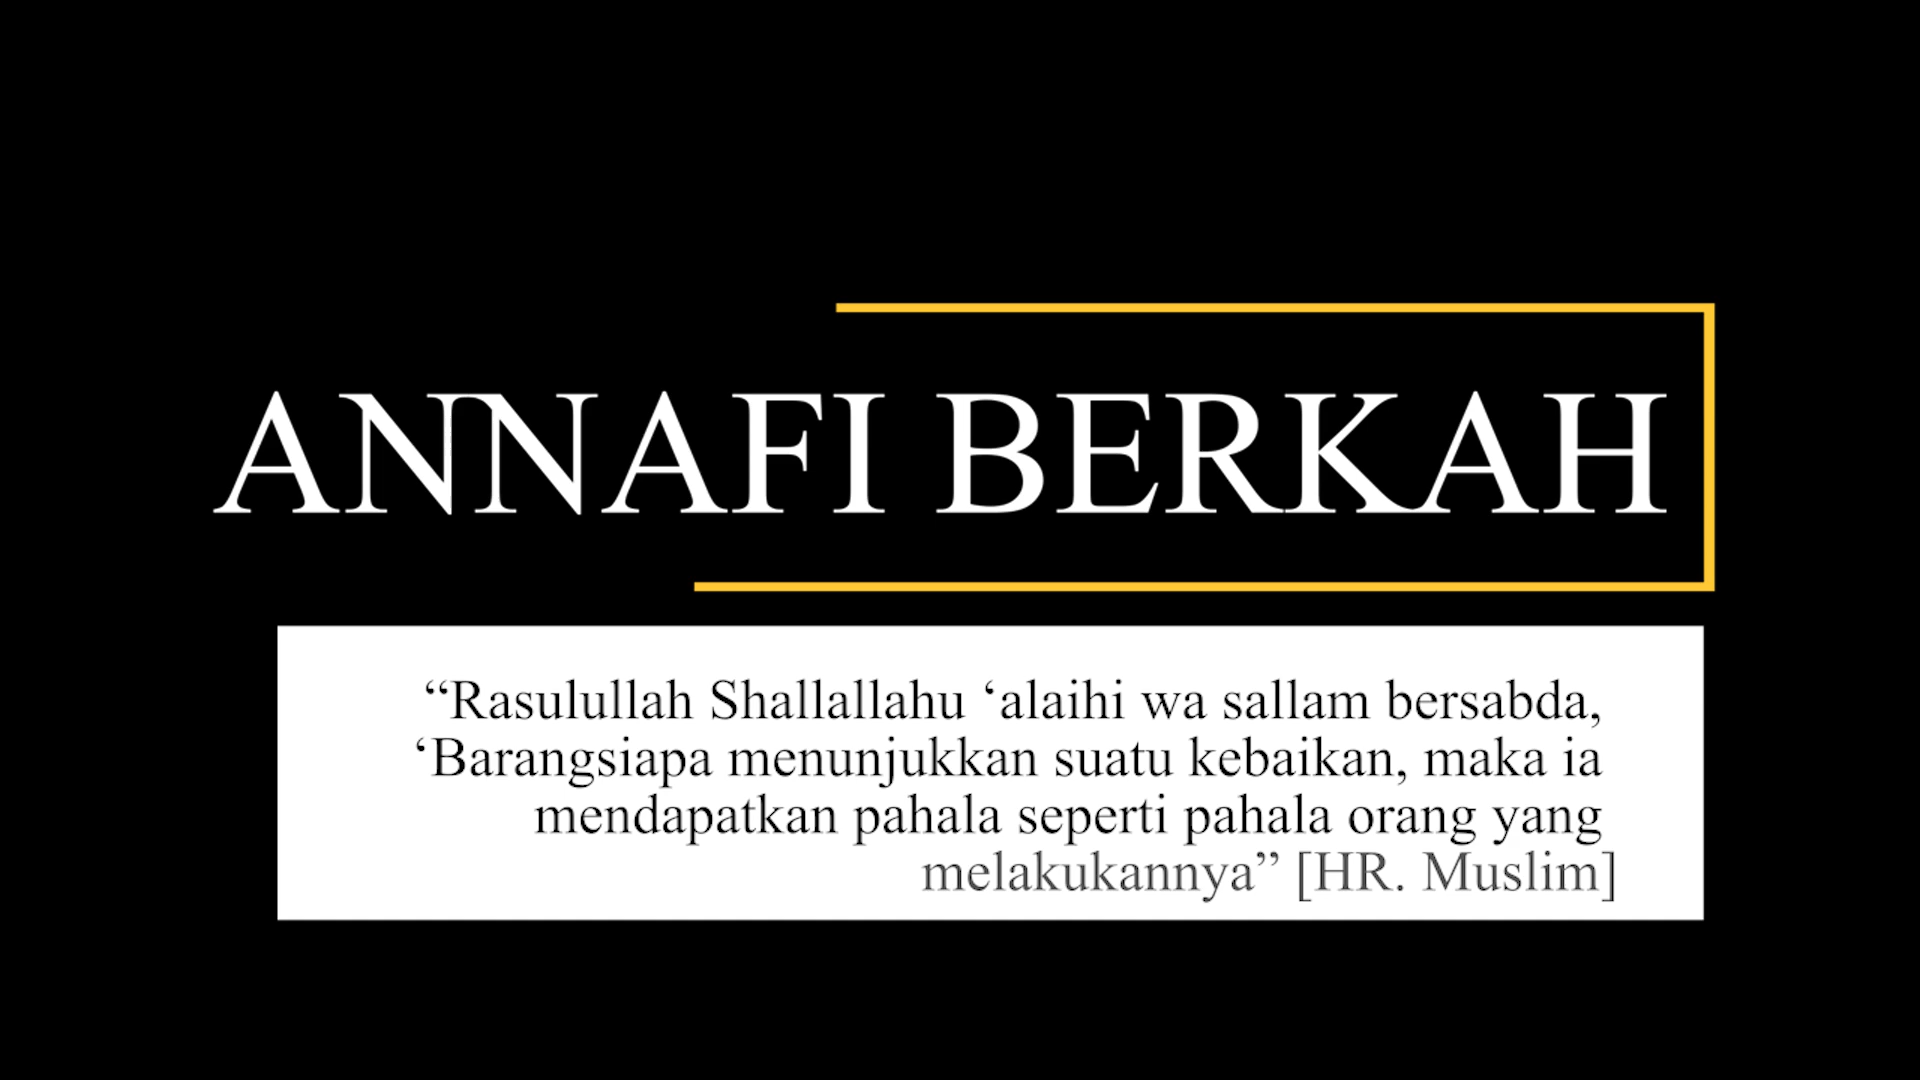 ANNAFI BERKAH
“Rasulullah Shallallahu ‘alaihi wa sallam bersabda,
‘Barangsiapa menunjukkan suatu kebaikan, maka ia
mendapatkan pahala seperti pahala orang yang
melakukannya” [HR. Muslim]